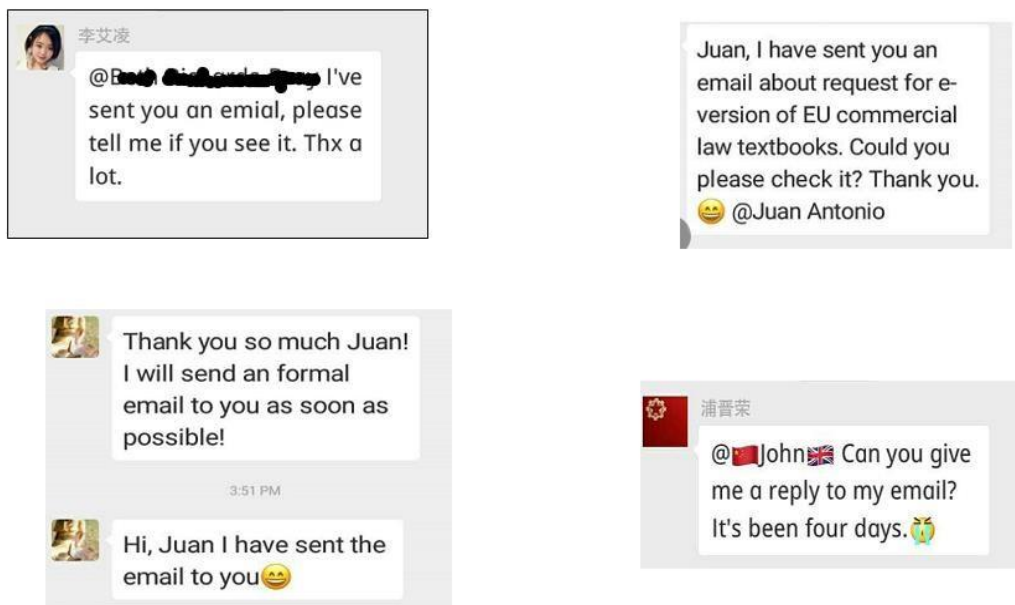 李艾凌
@ I've
sent you an emial, please
tell me if you see it. Thx a
lot.
Juan, I have sent you an
email about request for e-
version of EU commercial
law textbooks. Could you
please check it? Thank you.
😄 @Juan Antonio
Thank you so much Juan!
I will send an formal
email to you as soon as
possible!
3:51 PM
Hi, Juan I have sent the
email to you😄
浦晋荣
@🇨🇳John🇬🇧 Can you give
me a reply to my email?
It's been four days.😭